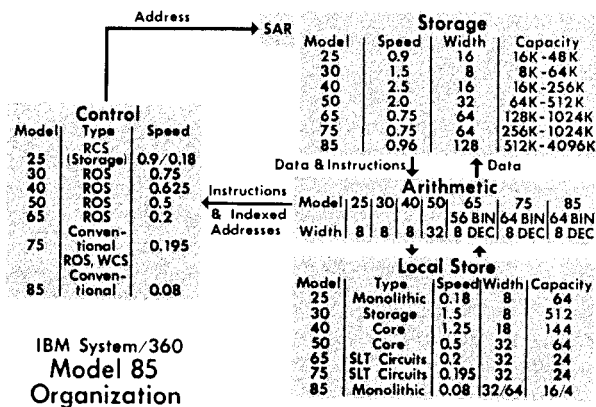 Address
SAR
Storage
Model Speed Width Capacity
25 0.9 16 16K-48K
30 1.5 8 8K-64K
40 2.5 16 16K-256K
50 2.0 32 64K-512K
65 0.75 64 128K-1024K
75 0.75 64 256K-1024K
85 0.96 128 512K-4096K
Control
Model Type Speed
RCS
25 (Storage) 0.9/0.18
30 ROS 0.75
40 ROS 0.625
50 ROS 0.5
65 ROS 0.2
Conven-
75 tional 0.195
ROS, WCS
Conven-
85 tional 0.08
Data & Instructions
Data
Instructions
& Indexed
Addresses
Arithmetic
Model 25 30 40 50 65 75 85
56 BIN 64 BIN 64 BIN
Width 8 8 8 32 8 DEC 8 DEC 8 DEC
Local Store
Model Type Speed Width Capacity
25 Monolithic 0.18 8 64
30 Storage 1.5 8 512
40 Core 1.25 18 144
50 Core 0.5 32 64
65 SLT Circuits 0.2 32 24
75 SLT Circuits 0.195 32 24
85 Monolithic 0.08 32/64 16/4
IBM System/360
Model 85
Organization